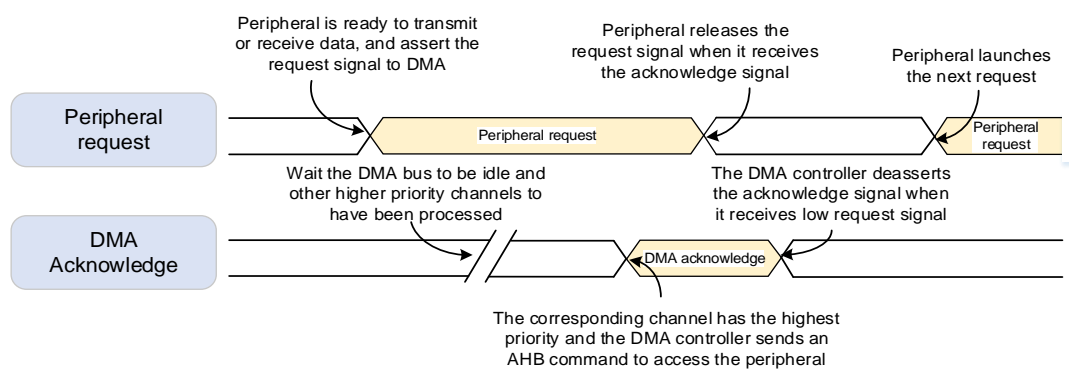 Peripheral is ready to transmit
or receive data, and assert the
request signal to DMA
Peripheral releases the
request signal when it receives
the acknowledge signal
Peripheral launches
the next request
Peripheral
request
Peripheral request
Peripheral
request
Wait the DMA bus to be idle and
other higher priority channels to
have been processed
The DMA controller deasserts
the acknowledge signal when
it receives low request signal
DMA
Acknowledge
DMA acknowledge
The corresponding channel has the highest
priority and the DMA controller sends an
AHB command to access the peripheral